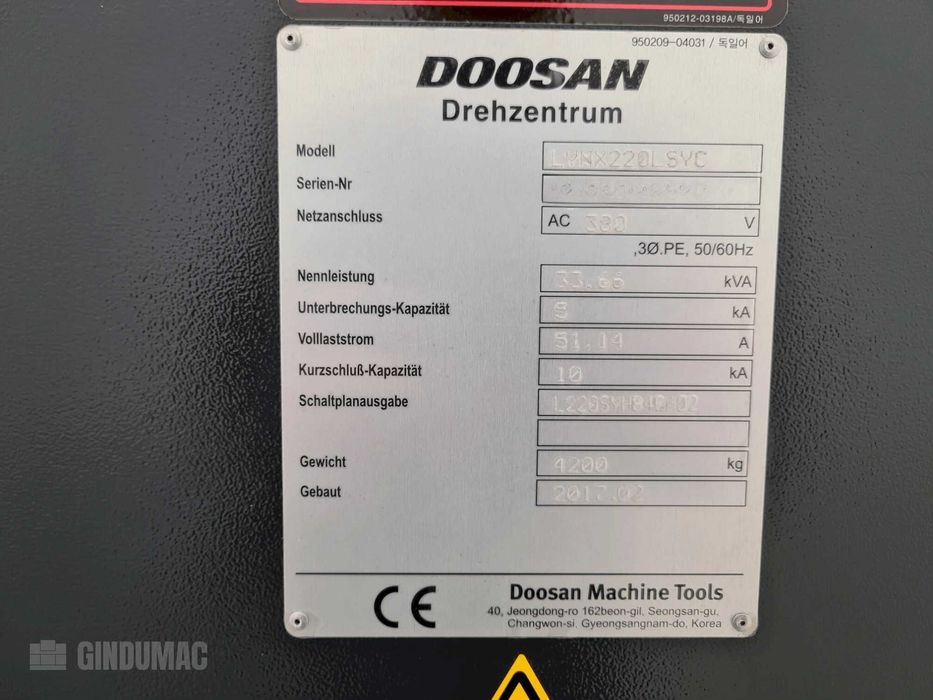 950212-03198A/독일어
950209-04031 / 독일어
DOOSAN
Drehzentrum
Modell LYNX220LSYC
Serien-Nr
Netzanschluss AC 380 V
,3Ø.PE, 50/60Hz
Nennleistung 33.66 kVA
Unterbrechungs-Kapazität 5 kA
Volllaststrom 51.14 A
Kurzschluß-Kapazität 10 kA
Schaltplanausgabe
Gewicht 4200 kg
Gebaut 2017.02
CE
Doosan Machine Tools
40, Jeongdong-ro 162beon-gil, Seongsan-gu.
Changwon-si, Gyeongsangnam-do, Korea
GINDUMAC